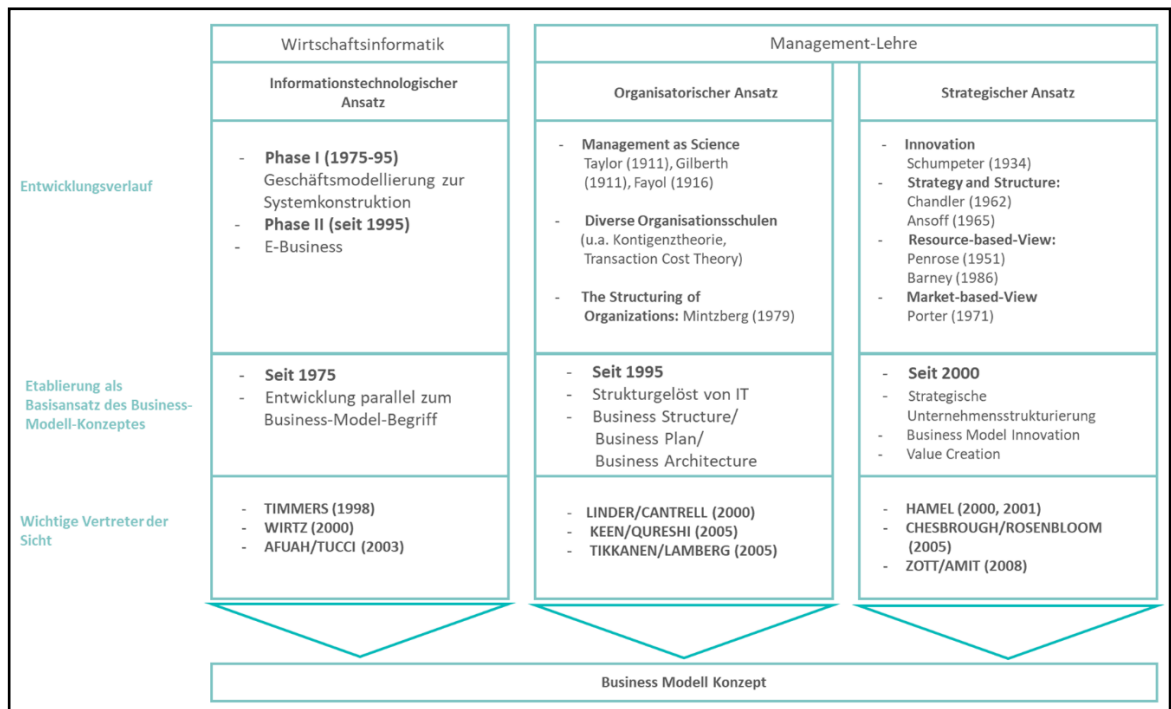 Wirtschaftsinformatik
Management-Lehre
Informationstechnologischer
Ansatz
Organisatorischer Ansatz
Strategischer Ansatz
Entwicklungsverlauf
- Phase I (1975-95)
Geschäftsmodellierung zur
Systemkonstruktion
- Phase II (seit 1995)
- E-Business
- Management as Science
Taylor (1911), Gilberth
(1911), Fayol (1916)
- Diverse Organisationsschulen
(u.a. Kontigenztheorie,
Transaction Cost Theory)
- The Structuring of
Organizations: Mintzberg (1979)
- Innovation
Schumpeter (1934)
- Strategy and Structure:
Chandler (1962)
Ansoff (1965)
- Resource-based-View:
Penrose (1951)
Barney (1986)
- Market-based-View
Porter (1971)
Etablierung als
Basisansatz des Business-
Modell-Konzeptes
- Seit 1975
- Entwicklung parallel zum
Business-Model-Begriff
- Seit 1995
- Strukturgelöst von IT
- Business Structure/
Business Plan/
Business Architecture
- Seit 2000
- Strategische
Unternehmensstrukturierung
- Business Model Innovation
- Value Creation
Wichtige Vertreter der
Sicht
- TIMMERS (1998)
- WIRTZ (2000)
- AFUAH/TUCCI (2003)
- LINDER/CANTRELL (2000)
- KEEN/QURESHI (2005)
- TIKKANEN/LAMBERG (2005)
- HAMEL (2000, 2001)
- CHESBROUGH/ROSENBLOOM
(2005)
- ZOTT/AMIT (2008)
Business Modell Konzept